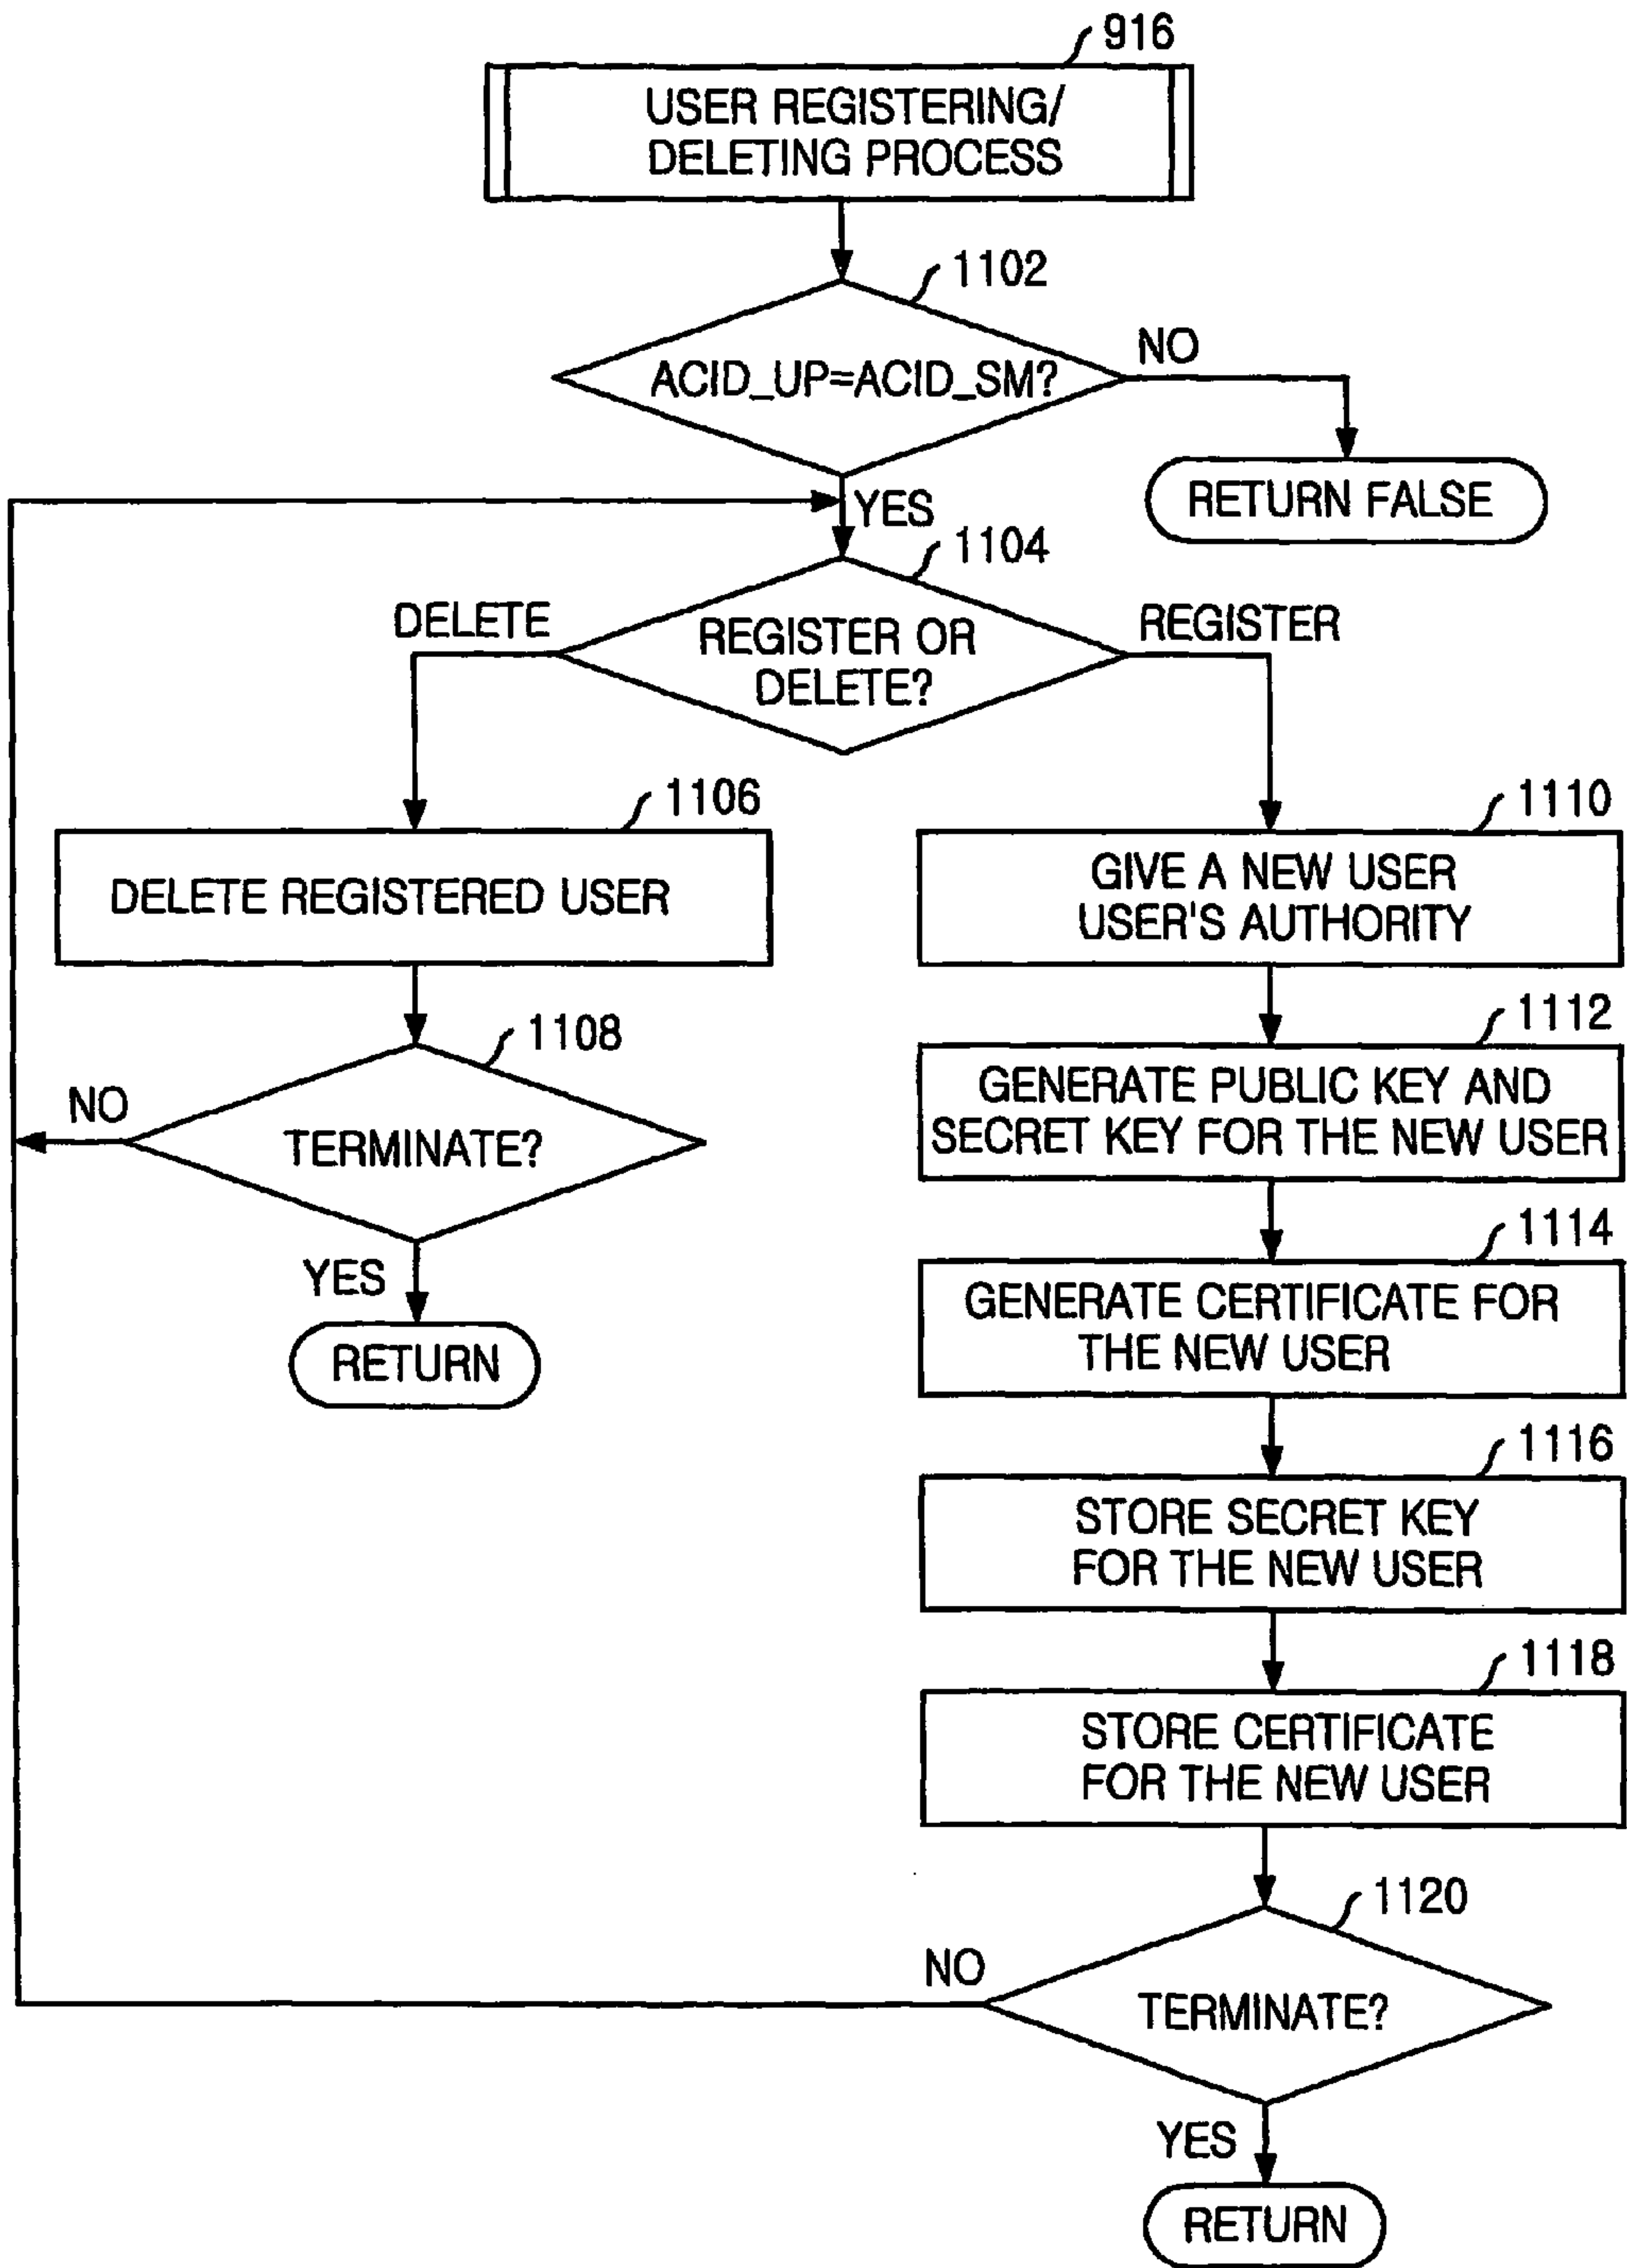 916
USER REGISTERING/
DELETING PROCESS
1102
ACID_UP=ACID_SM?
NO
RETURN FALSE
YES
1104
DELETE
REGISTER OR
DELETE?
REGISTER
1106
DELETE REGISTERED USER
1110
GIVE A NEW USER
USER'S AUTHORITY
1108
NO
TERMINATE?
YES
RETURN
1112
GENERATE PUBLIC KEY AND
SECRET KEY FOR THE NEW USER
1114
GENERATE CERTIFICATE FOR
THE NEW USER
1116
STORE SECRET KEY
FOR THE NEW USER
1118
STORE CERTIFICATE
FOR THE NEW USER
1120
NO
TERMINATE?
YES
RETURN